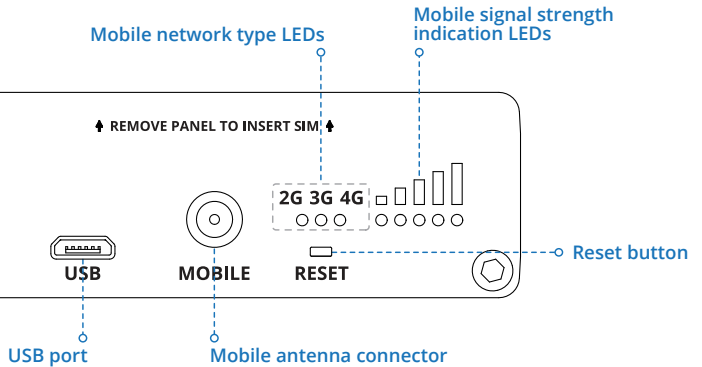 Mobile network type LEDs
Mobile signal strength
indication LEDs
REMOVE PANEL TO INSERT SIM
2G 3G 4G
USB
MOBILE
RESET
Reset button
USB port
Mobile antenna connector